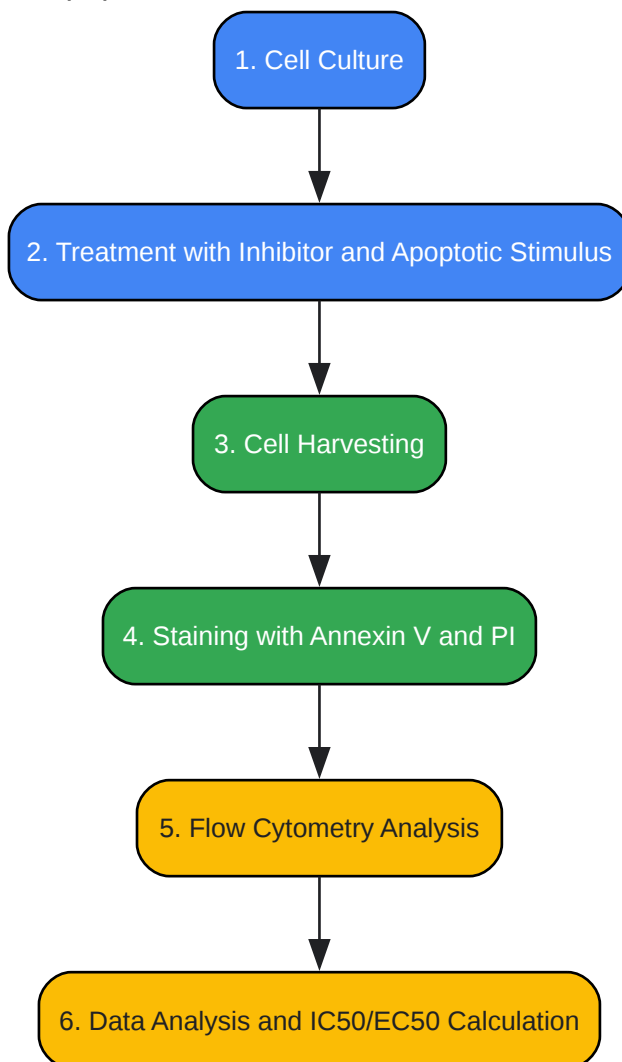 1. Cell Culture
2. Treatment with Inhibitor and Apoptotic Stimulus
3. Cell Harvesting
4. Staining with Annexin V and PI
5. Flow Cytometry Analysis
6. Data Analysis and IC50/EC50 Calculation